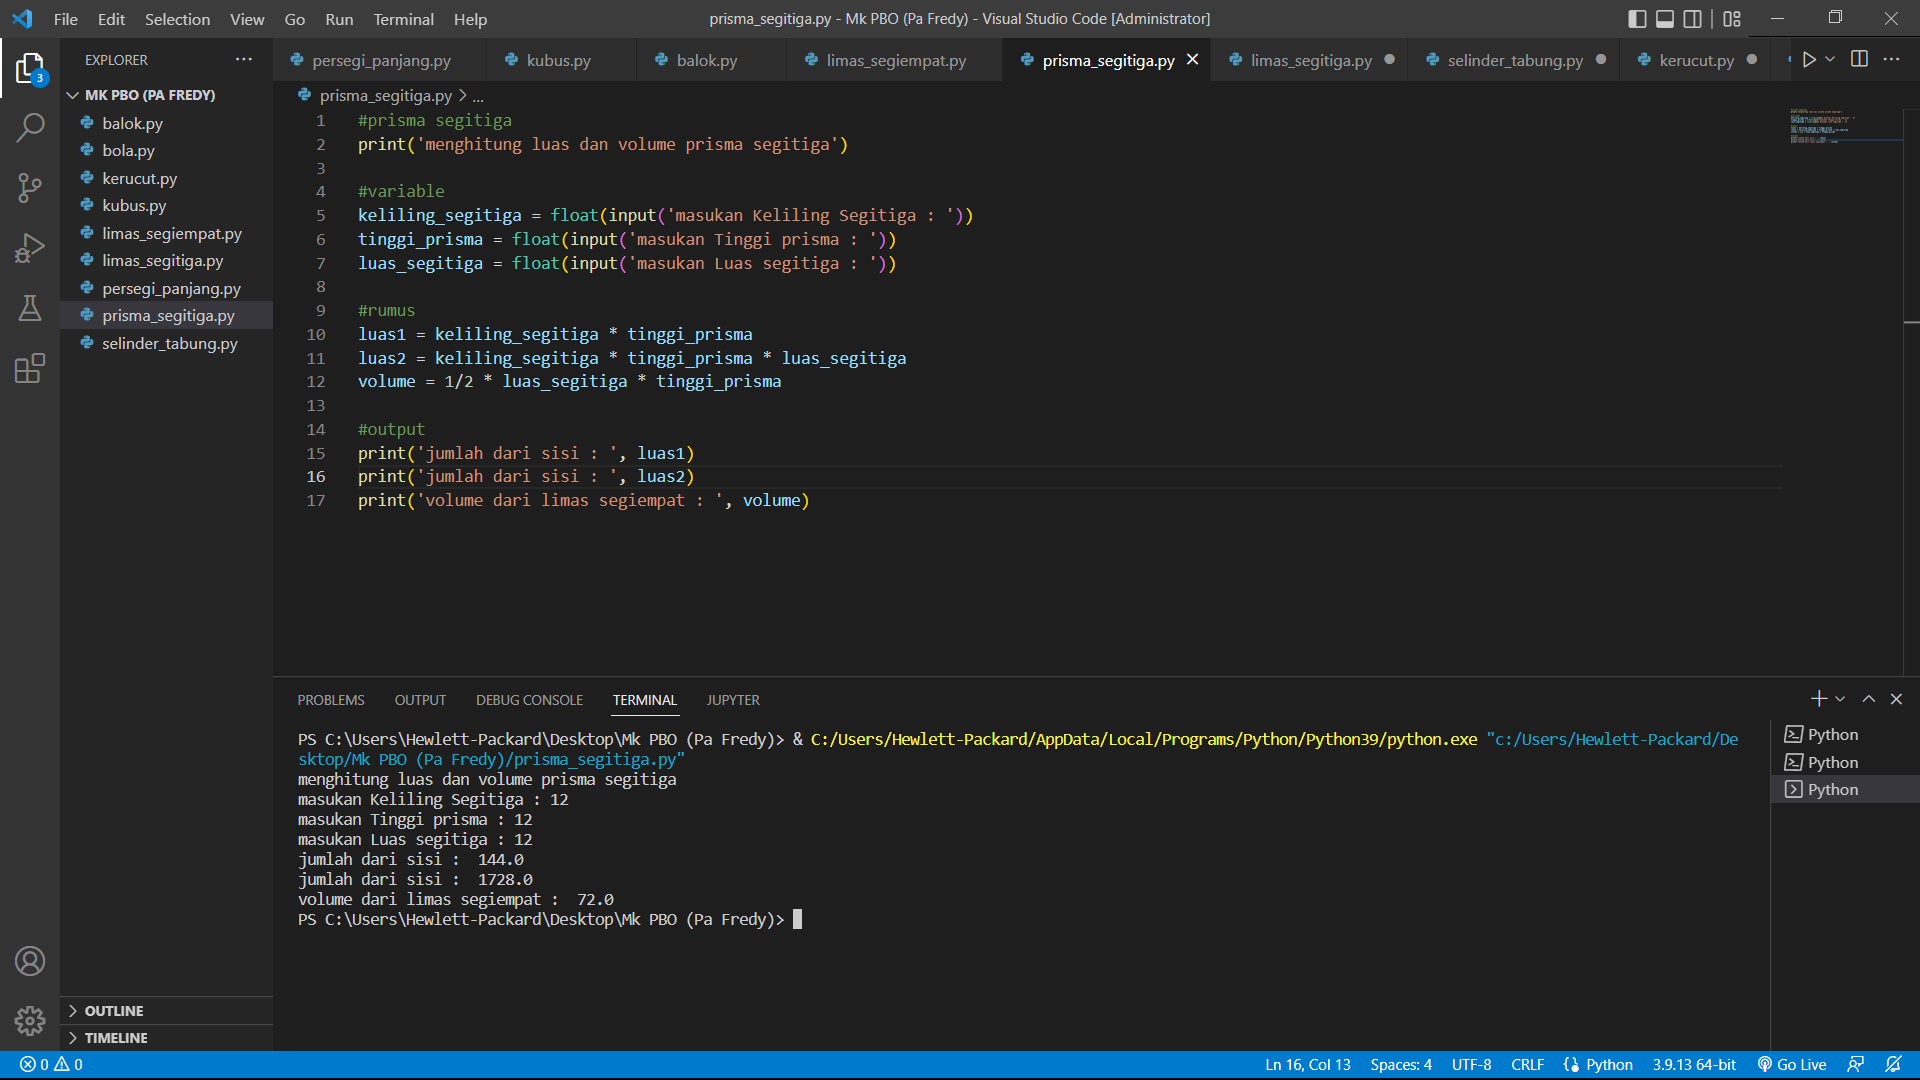 File Edit Selection View Go Run Terminal Help
prisma_segitiga.py - Mk PBO (Pa Fredy) - Visual Studio Code [Administrator]
3
EXPLORER
MK PBO (PA FREDY)
balok.py
bola.py
kerucut.py
kubus.py
limas_segiempat.py
limas_segitiga.py
persegi_panjang.py
prisma_segitiga.py
selinder_tabung.py
OUTLINE
TIMELINE
persegi_panjang.py kubus.py balok.py limas_segiempat.py prisma_segitiga.py limas_segitiga.py selinder_tabung.py kerucut.py
prisma_segitiga.py > ...
1 #prisma segitiga
2 print('menghitung luas dan volume prisma segitiga')
3
4 #variable
5 keliling_segitiga = float(input('masukan Keliling Segitiga : '))
6 tinggi_prisma = float(input('masukan Tinggi prisma : '))
7 luas_segitiga = float(input('masukan Luas segitiga : '))
8
9 #rumus
10 luas1 = keliling_segitiga * tinggi_prisma
11 luas2 = keliling_segitiga * tinggi_prisma * luas_segitiga
12 volume = 1/2 * luas_segitiga * tinggi_prisma
13
14 #output
15 print('jumlah dari sisi : ', luas1)
16 print('jumlah dari sisi : ', luas2)
17 print('volume dari limas segiempat : ', volume)
PROBLEMS OUTPUT DEBUG CONSOLE TERMINAL JUPYTER
PS C:\Users\Hewlett-Packard\Desktop\Mk PBO (Pa Fredy)> & C:/Users/Hewlett-Packard/AppData/Local/Programs/Python/Python39/python.exe "c:/Users/Hewlett-Packard/De
sktop/Mk PBO (Pa Fredy)/prisma_segitiga.py"
menghitung luas dan volume prisma segitiga
masukan Keliling Segitiga : 12
masukan Tinggi prisma : 12
masukan Luas segitiga : 12
jumlah dari sisi :  144.0
jumlah dari sisi :  1728.0
volume dari limas segiempat :  72.0
PS C:\Users\Hewlett-Packard\Desktop\Mk PBO (Pa Fredy)>
Python
Python
Python
0 0
Ln 16, Col 13 Spaces: 4 UTF-8 CRLF Python 3.9.13 64-bit Go Live